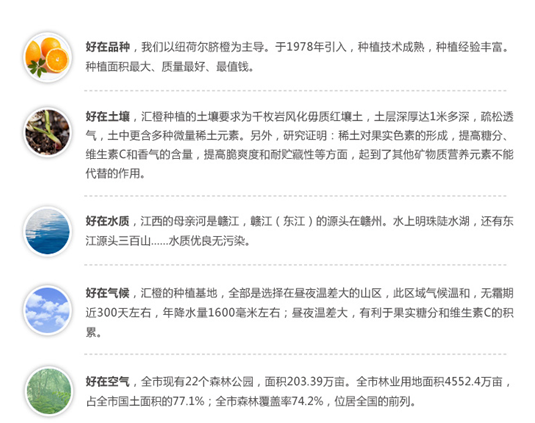 好在品种，我们以纽荷尔脐橙为主导。于1978年引入，种植技术成熟，种植经验丰富。
种植面积最大、质量最好、最值钱。
好在土壤，汇橙种植的土壤要求为千枚岩风化母质红壤土，土层深厚达1米多深，疏松透
气，土中更含多种微量稀土元素。另外，研究证明：稀土对果实色素的形成，提高糖分、
维生素C和香气的含量，提高脆爽度和耐贮藏性等方面，起到了其他矿物质营养元素不能
代替的作用。
好在水质，江西的母亲河是赣江，赣江（东江）的源头在赣州。水上明珠陡水湖，还有东
江源头三百山......水质优良无污染。
好在气候，汇橙的种植基地，全部是选择在昼夜温差大的山区，此区域气候温和，无霜期
近300天左右，年降水量1600毫米左右；昼夜温差大，有利于果实糖分和维生素C的积
累。
好在空气，全市现有22个森林公园，面积203.39万亩。全市林业用地面积4552.4万亩，
占全市国土面积的77.1%；全市森林覆盖率74.2%，位居全国的前列。